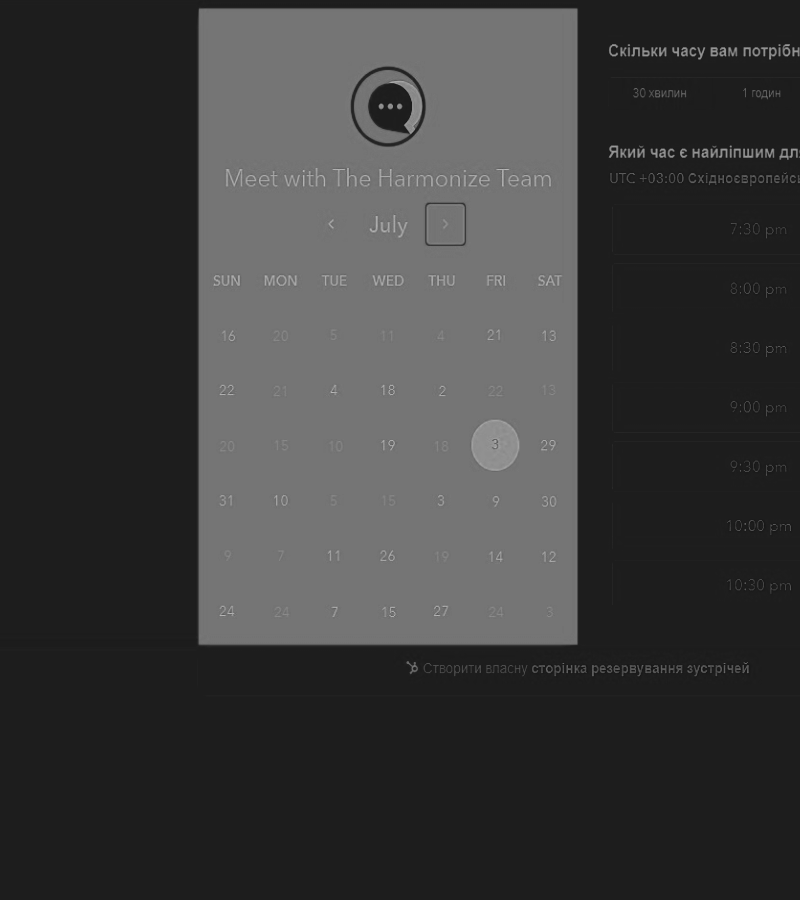 Meet with The Harmonize Team
July
SUN MON TUE WED THU FRI SAT
16 20 5 11 4 21 13
22 21 4 18 2 22 13
20 15 10 19 18 3 29
31 10 5 15 3 9 30
9 7 11 26 19 14 12
24 24 7 15 27 24 3
Скільки часу вам потрібн
30 хвилин 1 годин
Який час є найліпшим дл
UTC +03:00 Східноєвропейсь
7:30 pm
8:00 pm
8:30 pm
9:00 pm
9:30 pm
10:00 pm
10:30 pm
Створити власну сторінка резервування зустрічей